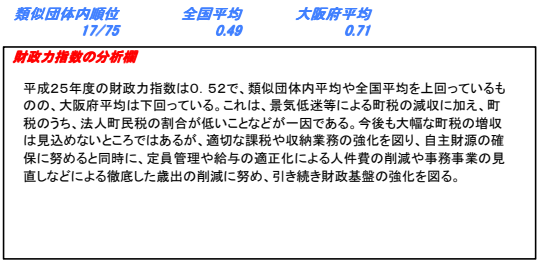 類似団体内順位 全国平均 大阪府平均
17/75 0.49 0.71
財政力指数の分析欄
平成25年度の財政力指数は0.52で、類似団体内平均や全国平均を上回っているも
のの、大阪府平均は下回っている。これは、景気低迷等による町税の減収に加え、町
税のうち、法人町民税の割合が低いことなどが一因である。今後も大幅な町税の増収
は見込めないところではあるが、適切な課税や収納業務の強化を図り、自主財源の確
保に努めると同時に、定員管理や給与の適正化による人件費の削減や事務事業の見
直しなどによる徹底した歳出の削減に努め、引き続き財政基盤の強化を図る。